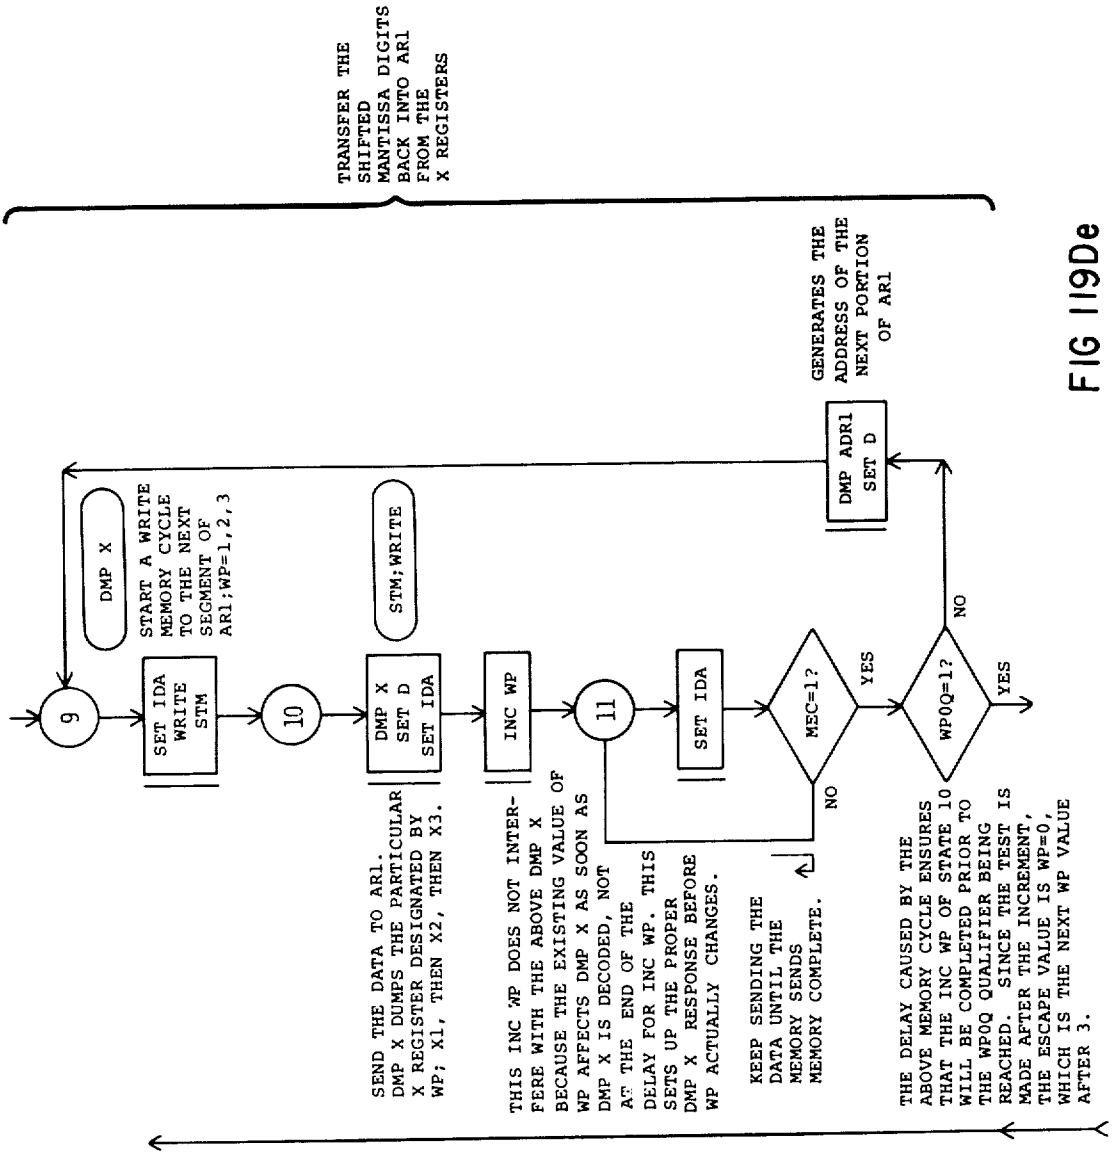 TRANSFER THE
SHIFTED
MANTISSA DIGITS
BACK INTO AR1
FROM THE
X REGISTERS
9
DMP X
START A WRITE
MEMORY CYCLE
TO THE NEXT
SEGMENT OF
AR1;WP=1,2,3
SET IDA
WRITE
STM
10
SEND THE DATA TO AR1.
DMP X DUMPS THE PARTICULAR
X REGISTER DESIGNATED BY
WP; X1, THEN X2, THEN X3.
DMP X
SET D
SET IDA
STM;WRITE
THIS INC WP DOES NOT INTER-
FERE WITH THE ABOVE DMP X
BECAUSE THE EXISTING VALUE OF
WP AFFECTS DMP X AS SOON AS
DMP X IS DECODED, NOT
AT THE END OF THE
DELAY FOR INC WP. THIS
SETS UP THE PROPER
DMP X RESPONSE BEFORE
WP ACTUALLY CHANGES.
INC WP
11
SET IDA
KEEP SENDING THE
DATA UNTIL THE
MEMORY SENDS
MEMORY COMPLETE.
MEC=1?
NO
YES
THE DELAY CAUSED BY THE
ABOVE MEMORY CYCLE ENSURES
THAT THE INC WP OF STATE 10
WILL BE COMPLETED PRIOR TO
THE WP0Q QUALIFIER BEING
REACHED. SINCE THE TEST IS
MADE AFTER THE INCREMENT,
THE ESCAPE VALUE IS WP=0,
WHICH IS THE NEXT WP VALUE
AFTER 3.
WP0QQ=1?
NO
YES
DMP ADR1
SET D
GENERATES THE
ADDRESS OF THE
NEXT PORTION
OF AR1
FIG 119De